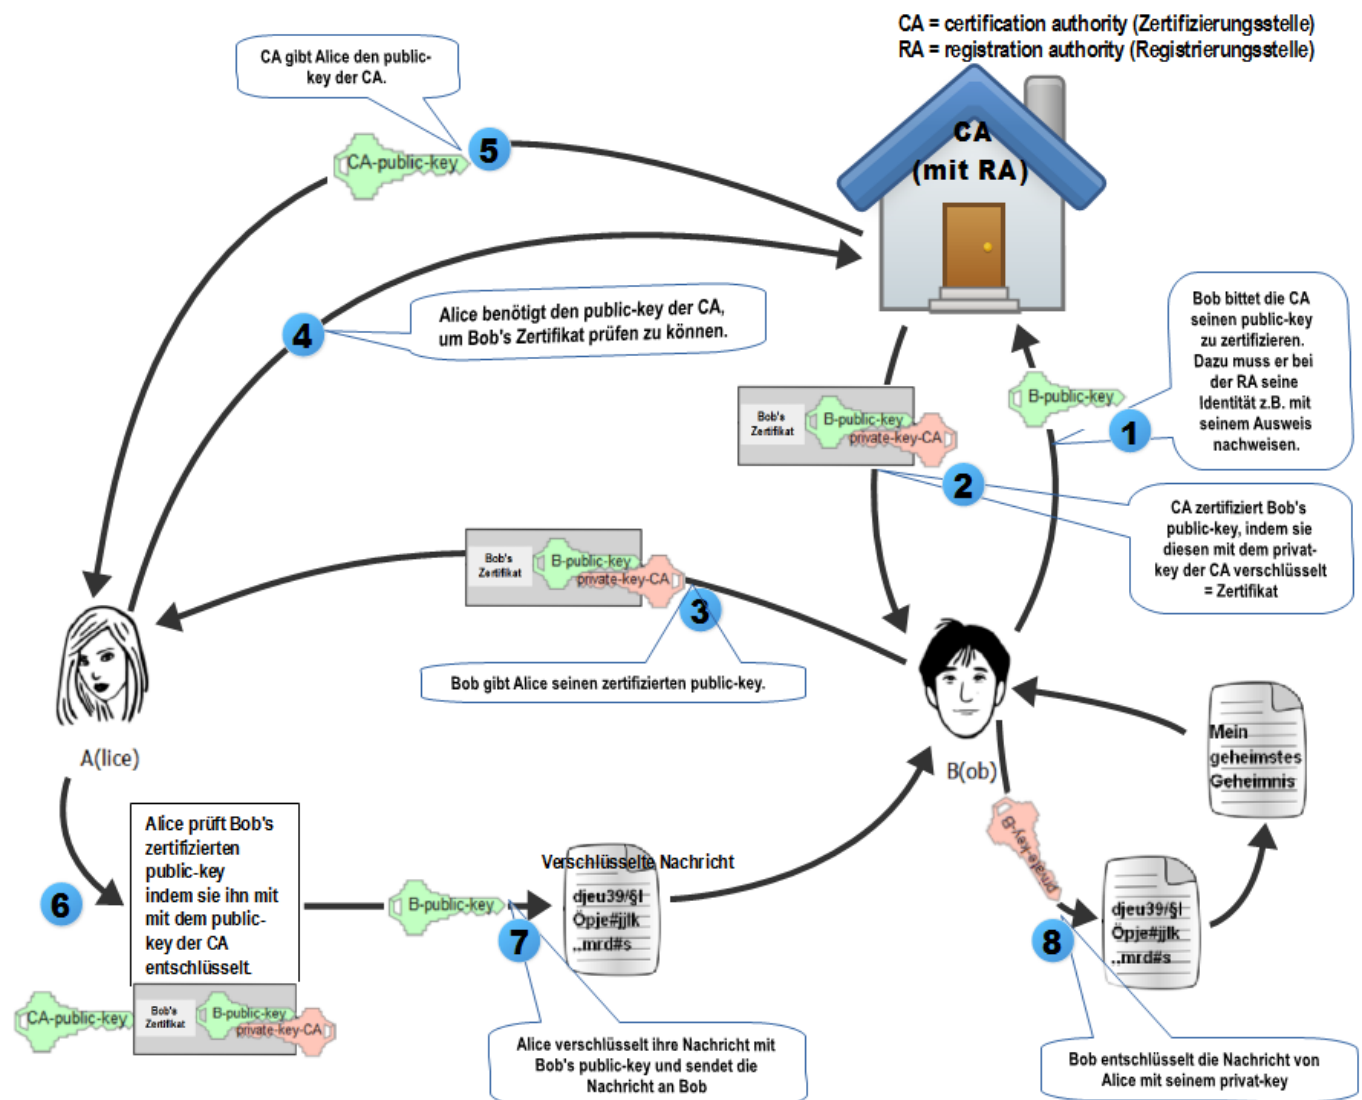 CA = certification authority (Zertifizierungsstelle)
RA = registration authority (Registrierungsstelle)
CA gibt Alice den public-
key der CA.
CA-public-key
5
CA
(mit RA)
Alice benötigt den public-key der CA,
um Bob's Zertifikat prüfen zu können.
4
Bob bittet die CA
seinen public-key
zu zertifizieren.
Dazu muss er bei
der RA seine
Identität z.B. mit
seinem Ausweis
nachweisen.
B-public-key
1
Bob's
Zertifikat
B-public-key
private-key-CA
2
CA zertifiziert Bob's
public-key, indem sie
diesen mit dem privat-
key der CA verschlüsselt
= Zertifikat
Bob's
Zertifikat
B-public-key
private-key-CA
3
Bob gibt Alice seinen zertifizierten public-key.
A(lice)
B(ob)
Mein
geheimstes
Geheimnis
Alice prüft Bob's
zertifizierten
public-key
indem sie ihn mit
mit dem public-
key der CA
entschlüsselt.
6
CA-public-key
Bob's
Zertifikat
B-public-key
private-key-CA
B-public-key
7
Verschlüsselte Nachricht
djeu39/§l
Öpje#jjlk
,,mrd#s
private-key-B
8
djeu39/§l
Öpje#jjlk
,,mrd#s
Alice verschlüsselt ihre Nachricht mit
Bob's public-key und sendet die
Nachricht an Bob
Bob entschlüsselt die Nachricht von
Alice mit seinem privat-key